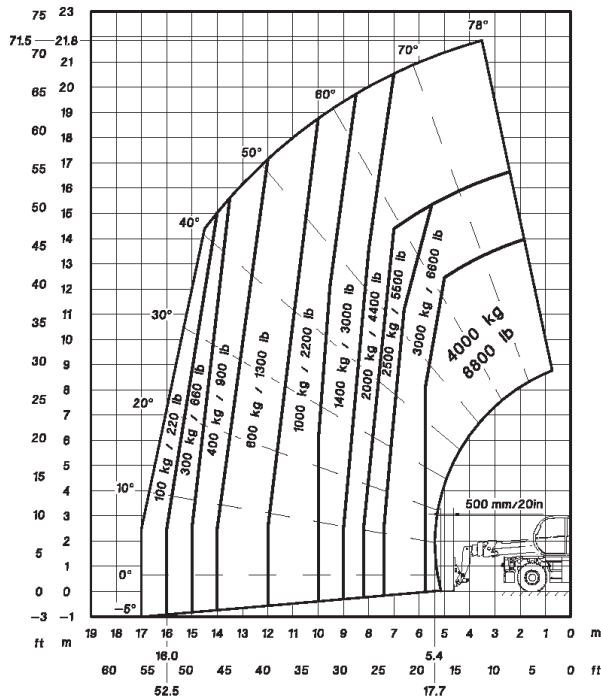 75 23
78°
71.5 21.8
70 21
70°
20
65 19
60°
60 18
17
50°
55 16
50 15
40°
14
45 13
40 12
30°
11
35 10
30 9
8
20°
25 7
20 6
5
15 4
10°
10 3
2
5 1
0°
0 0
-5°
-3 -1
ft m
100 kg / 220 lb
300 kg / 660 lb
400 kg / 900 lb
600 kg / 1300 lb
1000 kg / 2200 lb
1400 kg / 3000 lb
2000 kg / 4400 lb
2500 kg / 5500 lb
3000 kg / 6600 lb
4000 kg
8800 lb
500 mm/20in
19 18 17 16 15 14 13 12 11 10 9 8 7 6 5 4 3 2 1 0 m
16.0 5.4
60 55 50 45 40 35 30 25 20 15 10 5 0 ft
52.5 17.7